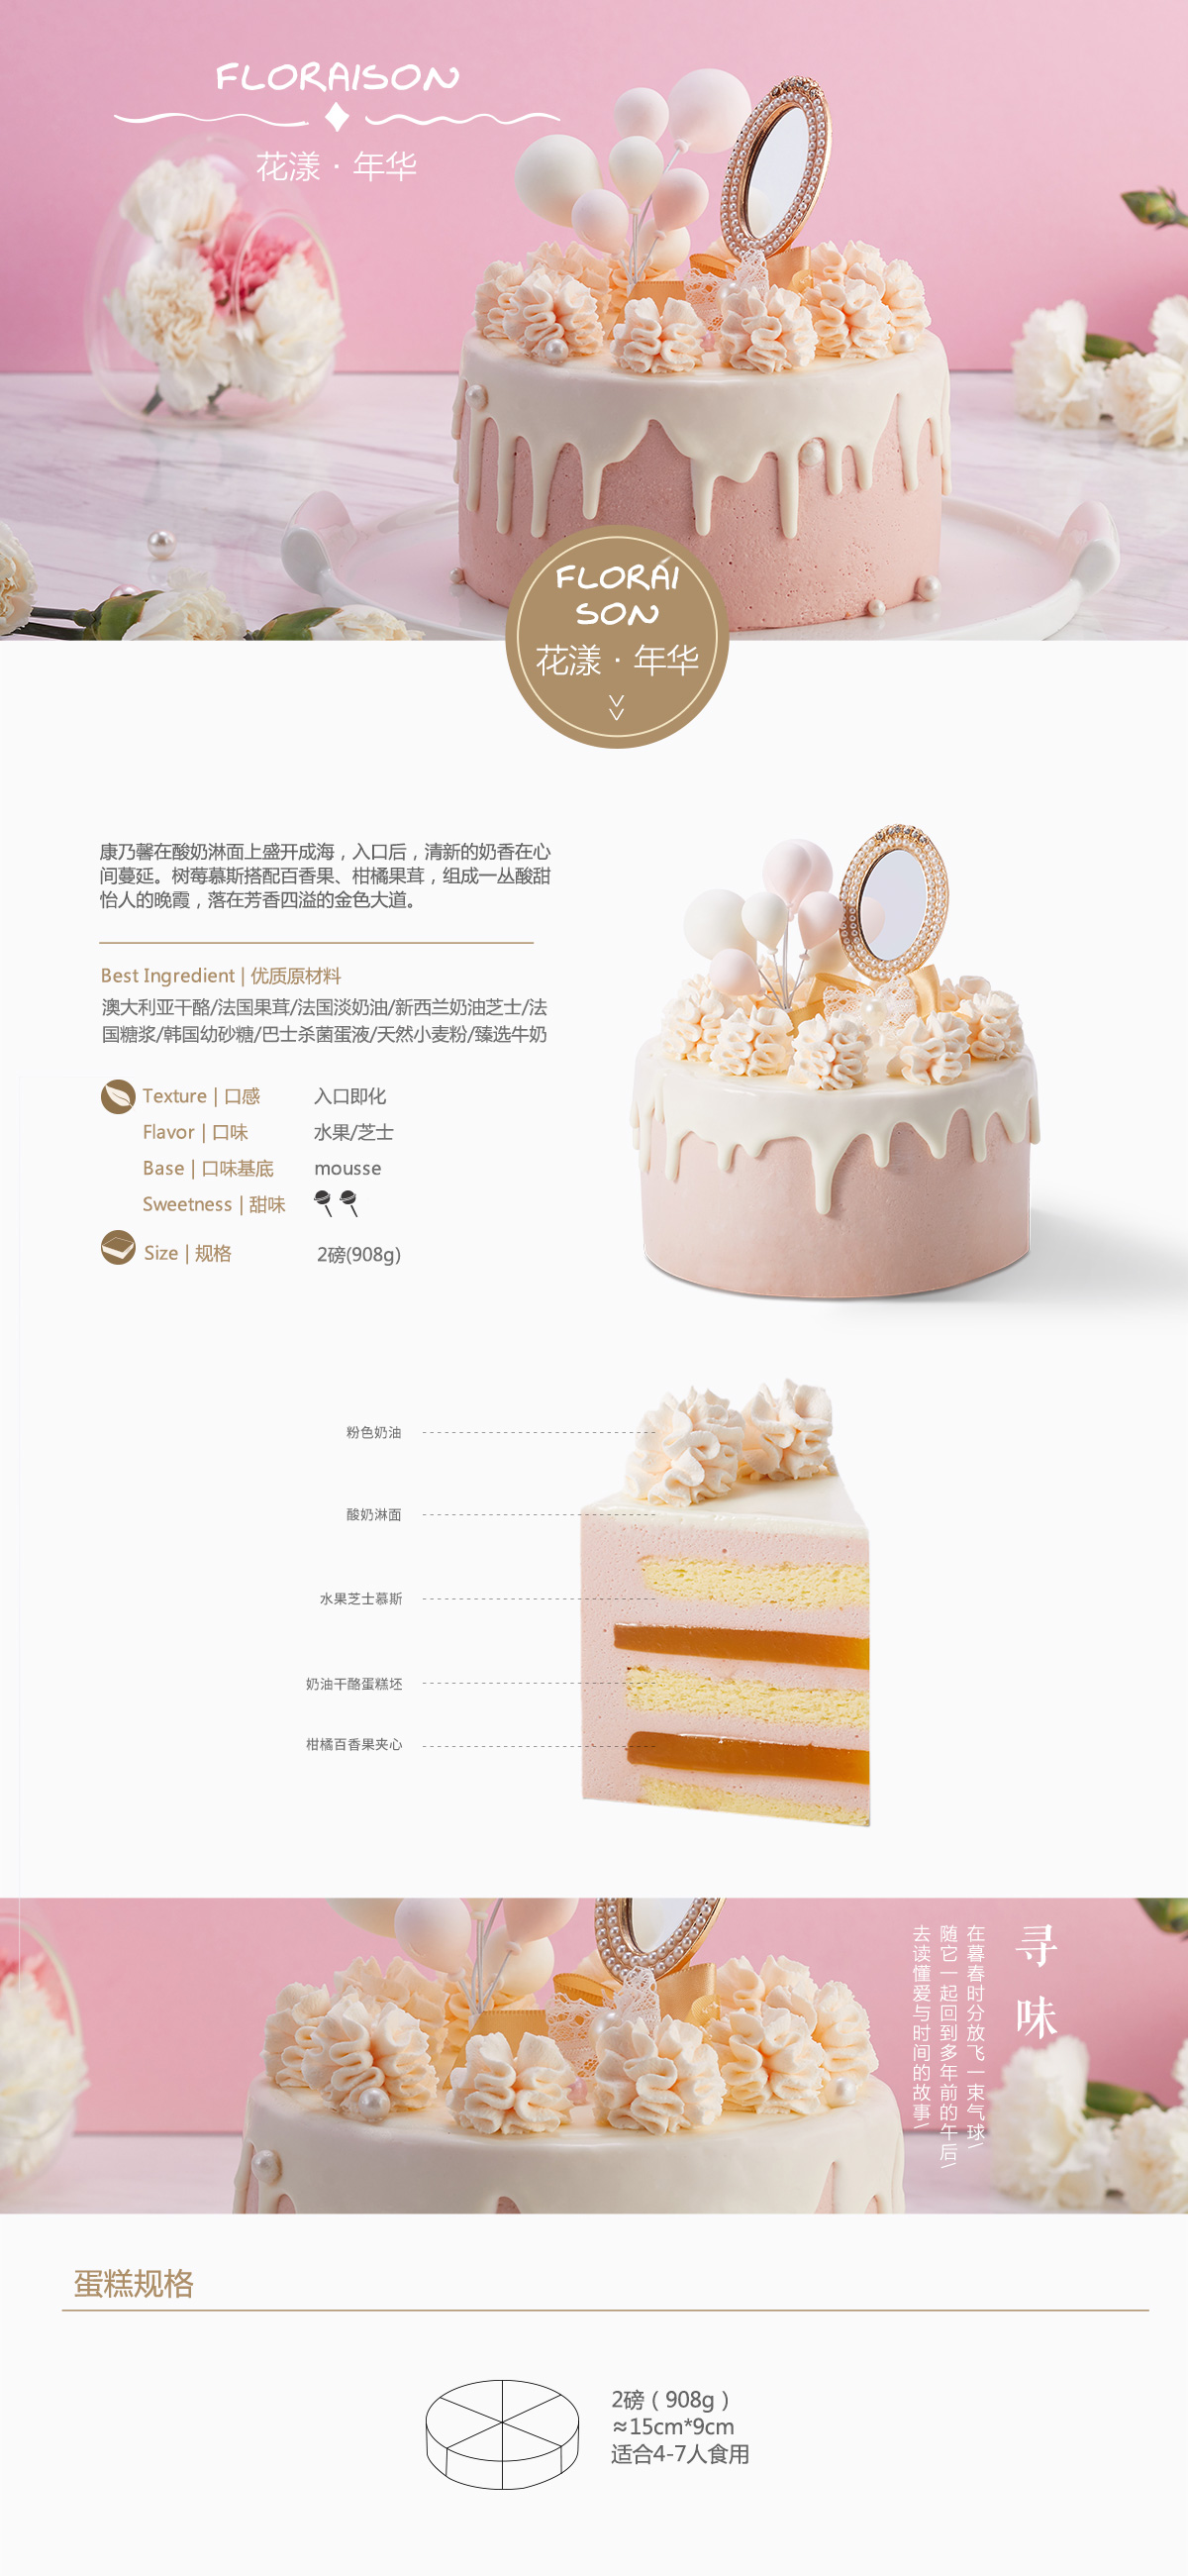 FLORAISON
花漾·年华
FLORAI
SON
花漾·年华
康乃馨在酸奶淋面上盛开成海，入口后，清新的奶香在心
间蔓延。树莓慕斯搭配百香果、柑橘果茸，组成一丛酸甜
怡人的晚霞，落在芳香四溢的金色大道。
Best Ingredient | 优质原材料
澳大利亚干酪/法国果茸/法国淡奶油/新西兰奶油芝士/法
国糖浆/韩国幼砂糖/巴士杀菌蛋液/天然小麦粉/臻选牛奶
Texture | 口感 入口即化
Flavor | 口味 水果/芝士
Base | 口味基底 mousse
Sweetness | 甜味
Size | 规格 2磅(908g)
粉色奶油
酸奶淋面
水果芝士慕斯
奶油干酪蛋糕坯
柑橘百香果夹心
寻味
在暮春时分放飞一束气球/
随它一起回到多年前的午后/
去读懂爱与时间的故事/
蛋糕规格
2磅（908g）
≈15cm*9cm
适合4-7人食用